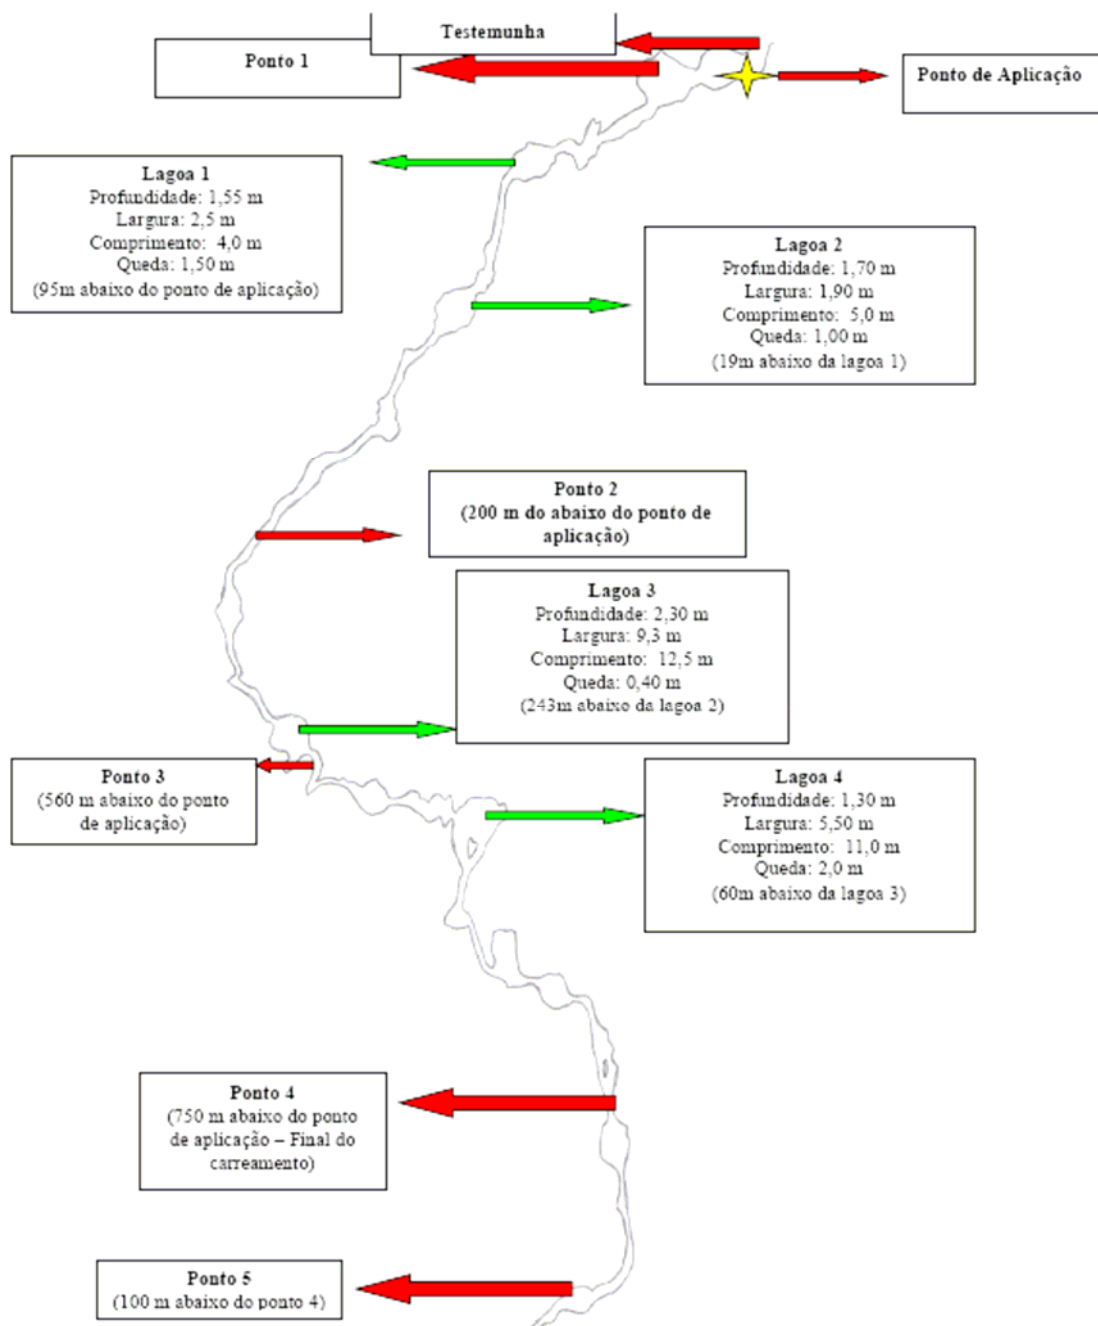 Testemunha
Ponto 1
Ponto de Aplicação
Lagoa 1
Profundidade: 1,55 m
Largura: 2,5 m
Comprimento:  4,0 m
Queda: 1,50 m
(95m abaixo do ponto de aplicação)
Lagoa 2
Profundidade: 1,70 m
Largura: 1,90 m
Comprimento:  5,0 m
Queda: 1,00 m
(19m abaixo da lagoa 1)
Ponto 2
(200 m do abaixo do ponto de
aplicação)
Lagoa 3
Profundidade: 2,30 m
Largura: 9,3 m
Comprimento:  12,5 m
Queda: 0,40 m
(243m abaixo da lagoa 2)
Ponto 3
(560 m abaixo do ponto
de aplicação)
Lagoa 4
Profundidade: 1,30 m
Largura: 5,50 m
Comprimento:  11,0 m
Queda: 2,0 m
(60m abaixo da lagoa 3)
Ponto 4
(750 m abaixo do ponto
de aplicação – Final do
carreamento)
Ponto 5
(100 m abaixo do ponto 4)